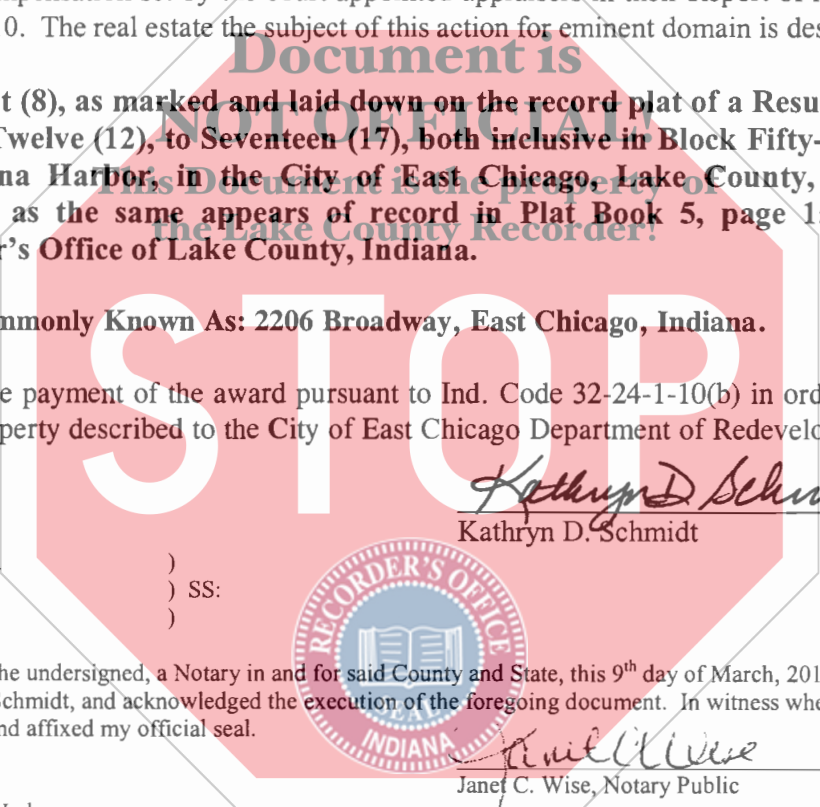 0. The real estate the subject of this action for eminent domain is des
Document is
NOT OFFICIAL!
This Document is the property of
the Lake County Recorder!
t (8), as marked and laid down on the record plat of a Resu
Twelve (12), to Seventeen (17), both inclusive in Block Fifty-
na Harbor, in the City of East Chicago, Lake County,
as the same appears of record in Plat Book 5, page 1
r's Office of Lake County, Indiana.
mmonly Known As: 2206 Broadway, East Chicago, Indiana.
STOP
e payment of the award pursuant to Ind. Code 32-24-1-10(b) in ord
perty described to the City of East Chicago Department of Redevelo
Kathryn D. Schm
Kathryn D. Schmidt
)
) SS:
)
RECORDER'S OFFICE
SEAL
INDIANA
he undersigned, a Notary in and for said County and State, this 9th day of March, 201
Schmidt, and acknowledged the execution of the foregoing document. In witness whe
nd affixed my official seal.
Janet C. Wise
Janet C. Wise, Notary Public